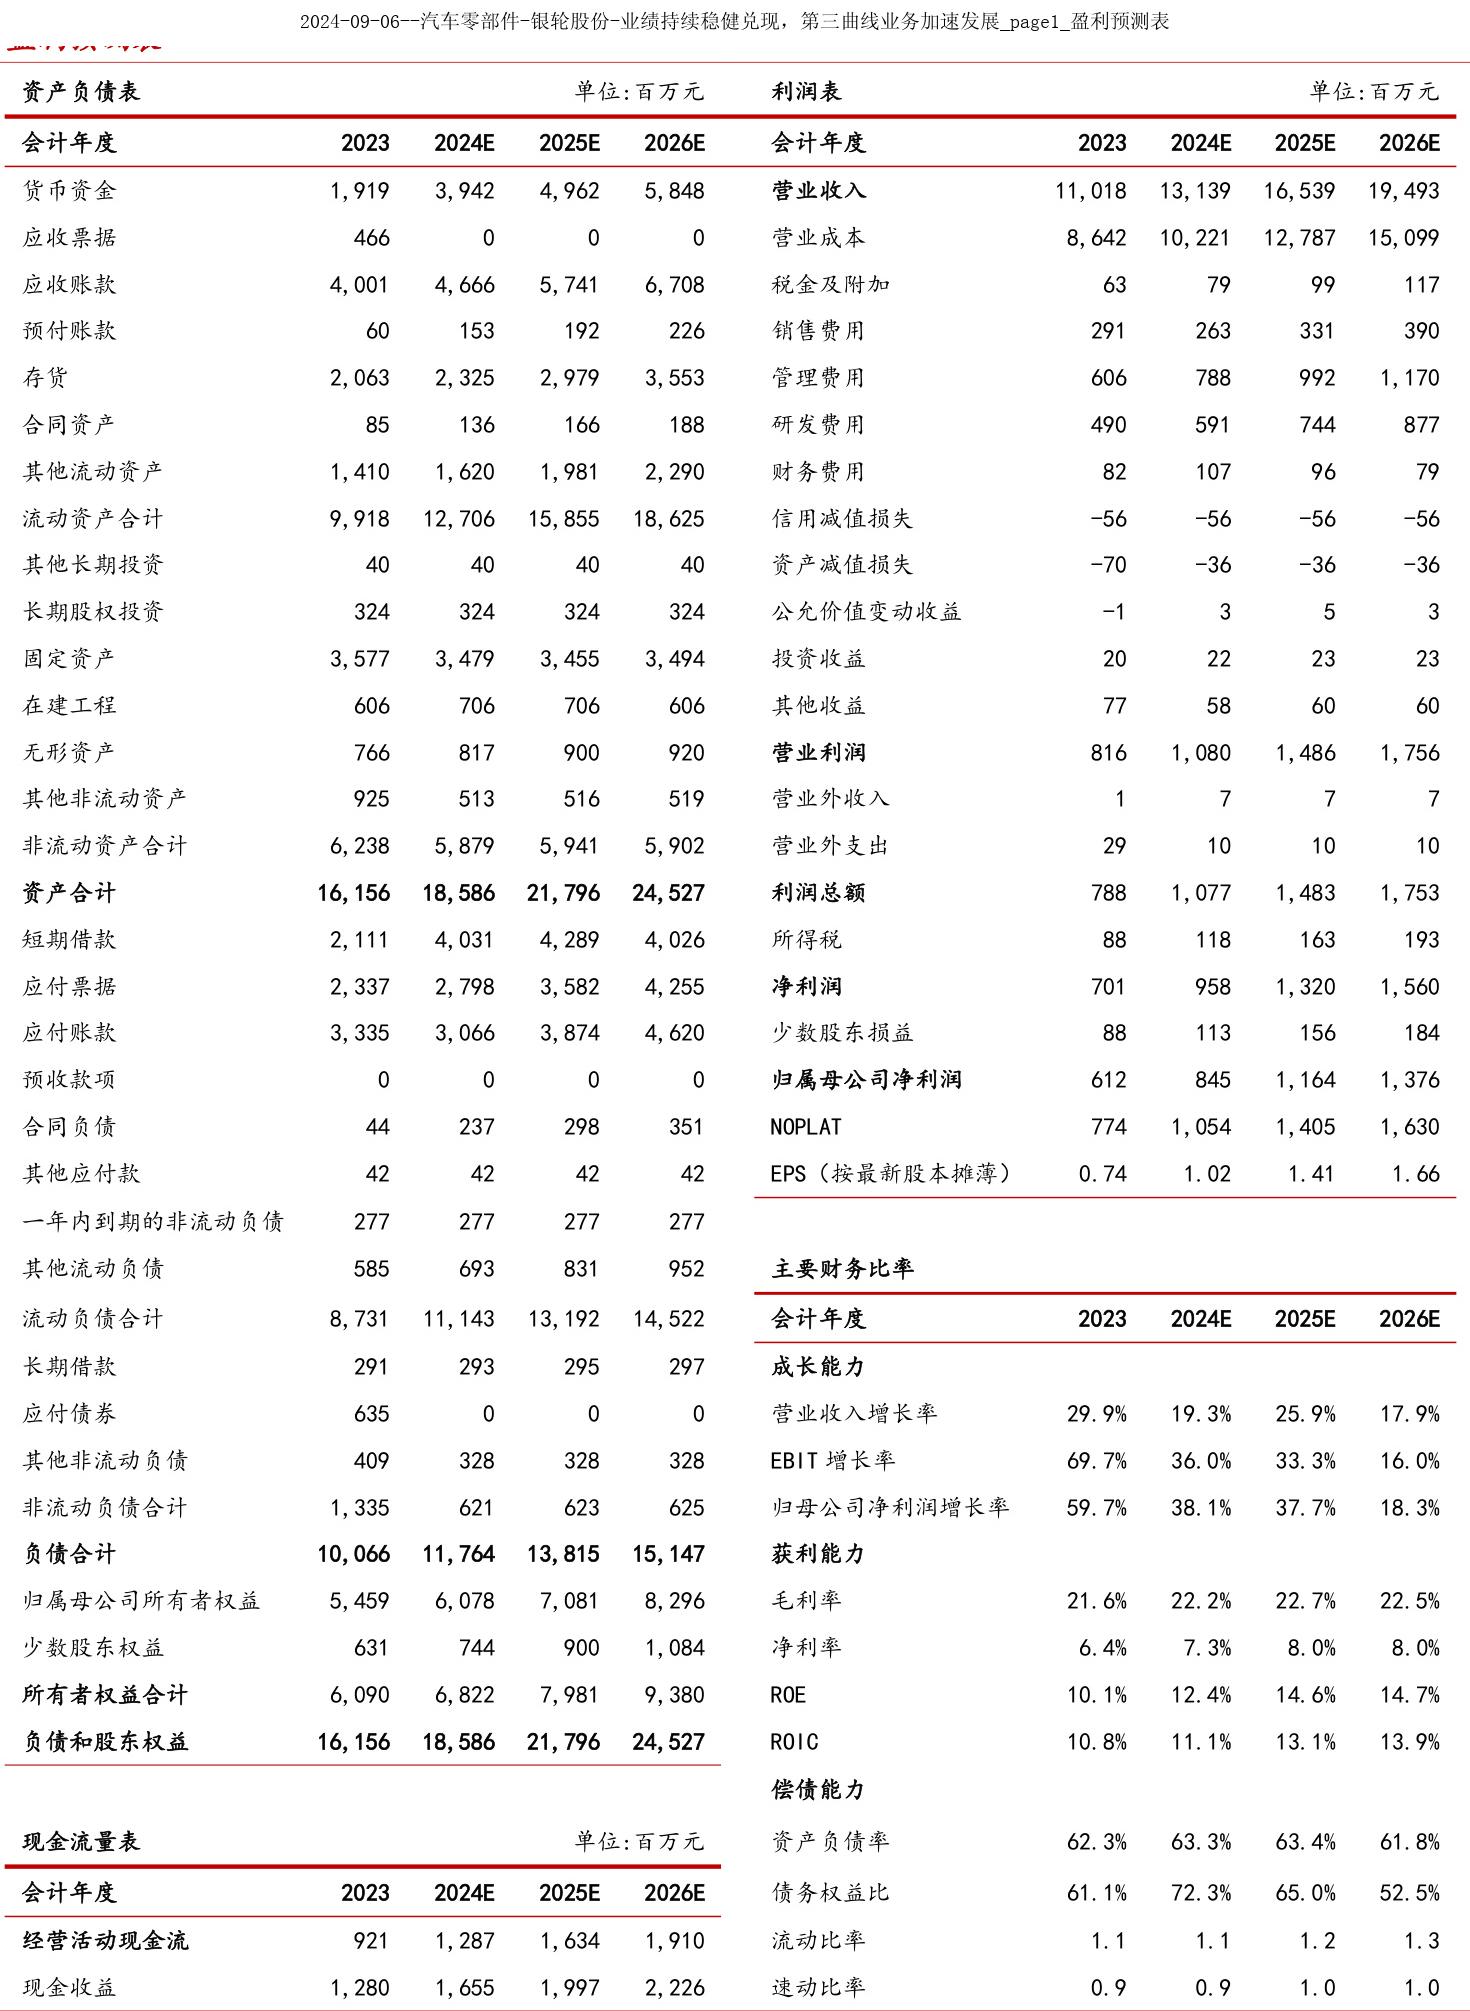 2024-09-06--汽车零部件-银轮股份-业绩持续稳健兑现，第三曲线业务加速发展_page1_盈利预测表
资产负债表 单位:百万元
会计年度 2023 2024E 2025E 2026E
货币资金 1,919 3,942 4,962 5,848
应收票据 466 0 0 0
应收账款 4,001 4,666 5,741 6,708
预付账款 60 153 192 226
存货 2,063 2,325 2,979 3,553
合同资产 85 136 166 188
其他流动资产 1,410 1,620 1,981 2,290
流动资产合计 9,918 12,706 15,855 18,625
其他长期投资 40 40 40 40
长期股权投资 324 324 324 324
固定资产 3,577 3,479 3,455 3,494
在建工程 606 706 706 606
无形资产 766 817 900 920
其他非流动资产 925 513 516 519
非流动资产合计 6,238 5,879 5,941 5,902
资产合计 16,156 18,586 21,796 24,527
短期借款 2,111 4,031 4,289 4,026
应付票据 2,337 2,798 3,582 4,255
应付账款 3,335 3,066 3,874 4,620
预收款项 0 0 0 0
合同负债 44 237 298 351
其他应付款 42 42 42 42
一年内到期的非流动负债 277 277 277 277
其他流动负债 585 693 831 952
流动负债合计 8,731 11,143 13,192 14,522
长期借款 291 293 295 297
应付债券 635 0 0 0
其他非流动负债 409 328 328 328
非流动负债合计 1,335 621 623 625
负债合计 10,066 11,764 13,815 15,147
归属母公司所有者权益 5,459 6,078 7,081 8,296
少数股东权益 631 744 900 1,084
所有者权益合计 6,090 6,822 7,981 9,380
负债和股东权益 16,156 18,586 21,796 24,527
现金流量表 单位:百万元
会计年度 2023 2024E 2025E 2026E
经营活动现金流 921 1,287 1,634 1,910
现金收益 1,280 1,655 1,997 2,226
利润表 单位:百万元
会计年度 2023 2024E 2025E 2026E
营业收入 11,018 13,139 16,539 19,493
营业成本 8,642 10,221 12,787 15,099
税金及附加 63 79 99 117
销售费用 291 263 331 390
管理费用 606 788 992 1,170
研发费用 490 591 744 877
财务费用 82 107 96 79
信用减值损失 -56 -56 -56 -56
资产减值损失 -70 -36 -36 -36
公允价值变动收益 -1 3 5 3
投资收益 20 22 23 23
其他收益 77 58 60 60
营业利润 816 1,080 1,486 1,756
营业外收入 1 7 7 7
营业外支出 29 10 10 10
利润总额 788 1,077 1,483 1,753
所得税 88 118 163 193
净利润 701 958 1,320 1,560
少数股东损益 88 113 156 184
归属母公司净利润 612 845 1,164 1,376
NOPLAT 774 1,054 1,405 1,630
EPS（按最新股本摊薄） 0.74 1.02 1.41 1.66
主要财务比率
会计年度 2023 2024E 2025E 2026E
成长能力
营业收入增长率 29.9% 19.3% 25.9% 17.9%
EBIT增长率 69.7% 36.0% 33.3% 16.0%
归母公司净利润增长率 59.7% 38.1% 37.7% 18.3%
获利能力
毛利率 21.6% 22.2% 22.7% 22.5%
净利率 6.4% 7.3% 8.0% 8.0%
ROE 10.1% 12.4% 14.6% 14.7%
ROIC 10.8% 11.1% 13.1% 13.9%
偿债能力
资产负债率 62.3% 63.3% 63.4% 61.8%
债务权益比 61.1% 72.3% 65.0% 52.5%
流动比率 1.1 1.1 1.2 1.3
速动比率 0.9 0.9 1.0 1.0